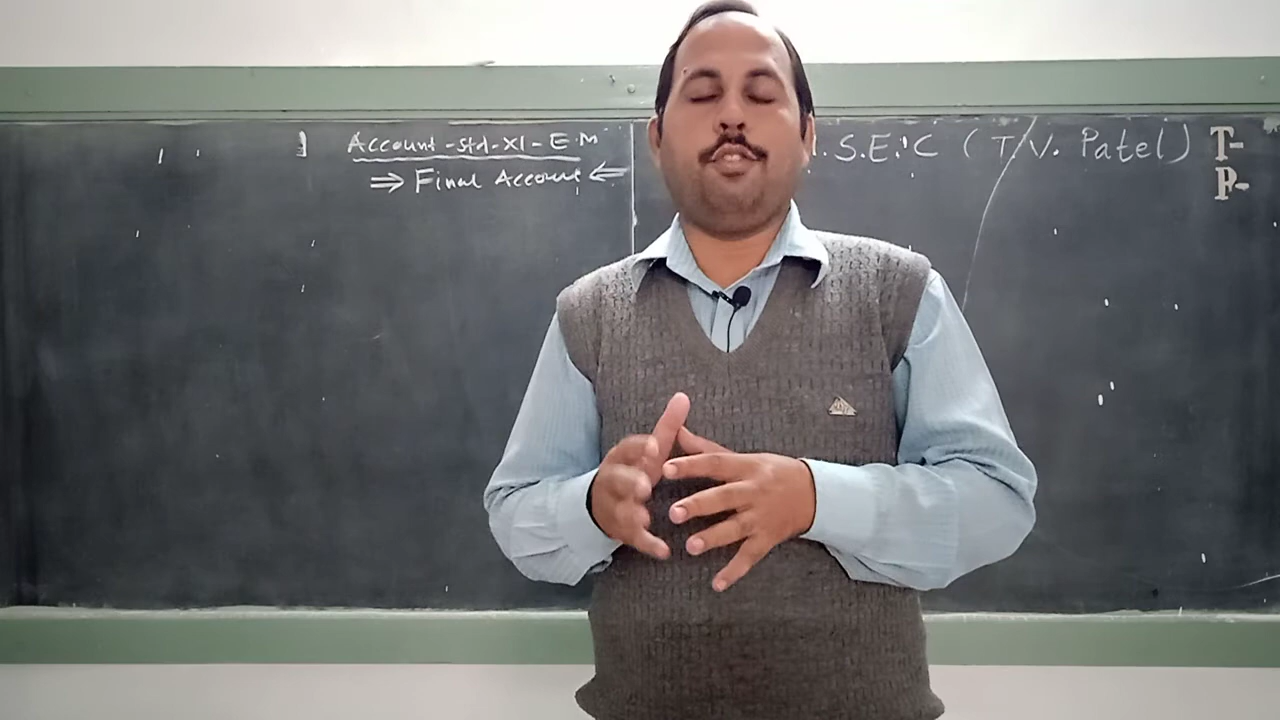 Account - Std - XI - E.M
⇒ Final Account ⇐
. S.E.C ( T.V. Patel )
T-
P-